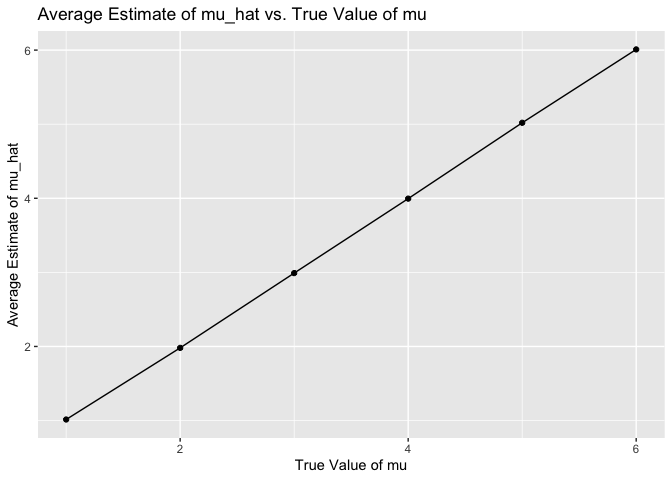 Average Estimate of mu_hat vs. True Value of mu
6
4
2
Average Estimate of mu_hat
2 4 6
True Value of mu